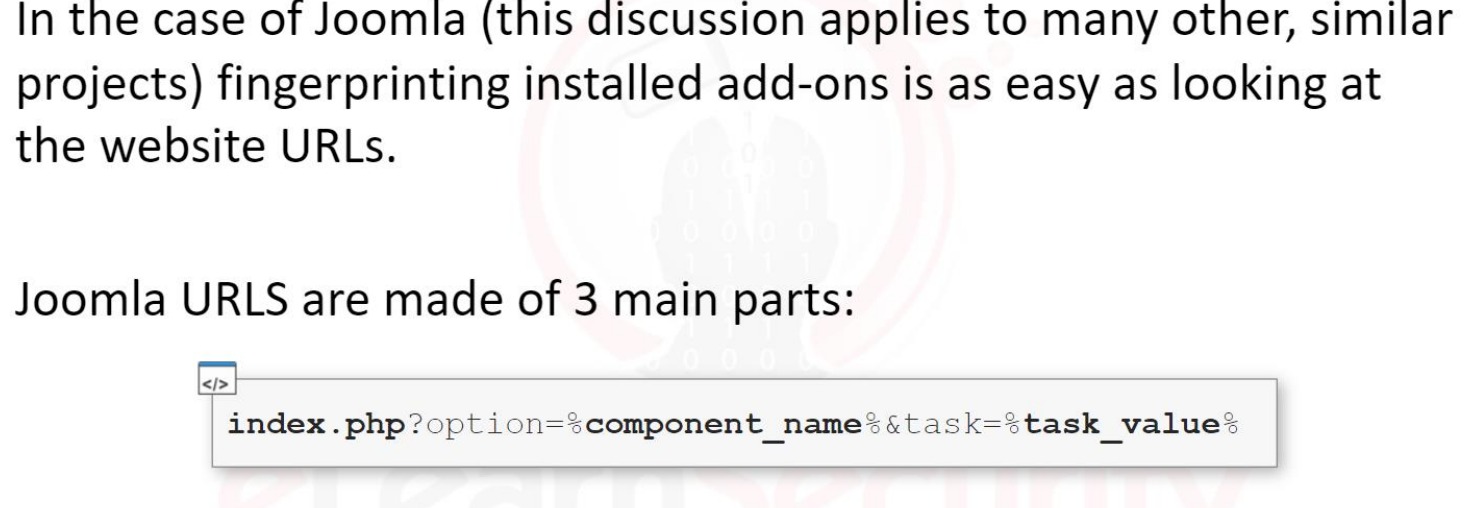 In the case of Joomla (this discussion applies to many other, similar
projects) fingerprinting installed add-ons is as easy as looking at
the website URLs.
Joomla URLS are made of 3 main parts:
</>
index.php?option=%component_name%&task=%task_value%
eLearnSecurity